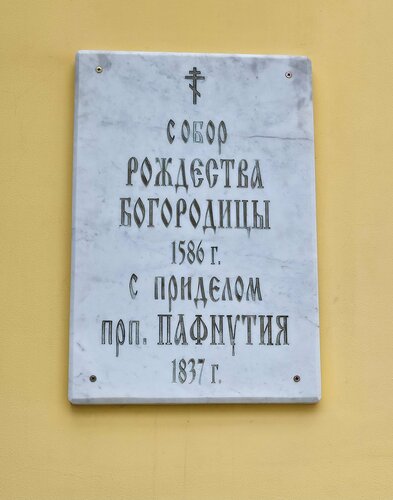 СОБОР
РОЖДЕСТВА
БОГОРОДИЦЫ
1586 г.
С ПРИДЕЛОМ
прп. ПАФНУТИЯ
1837 г.